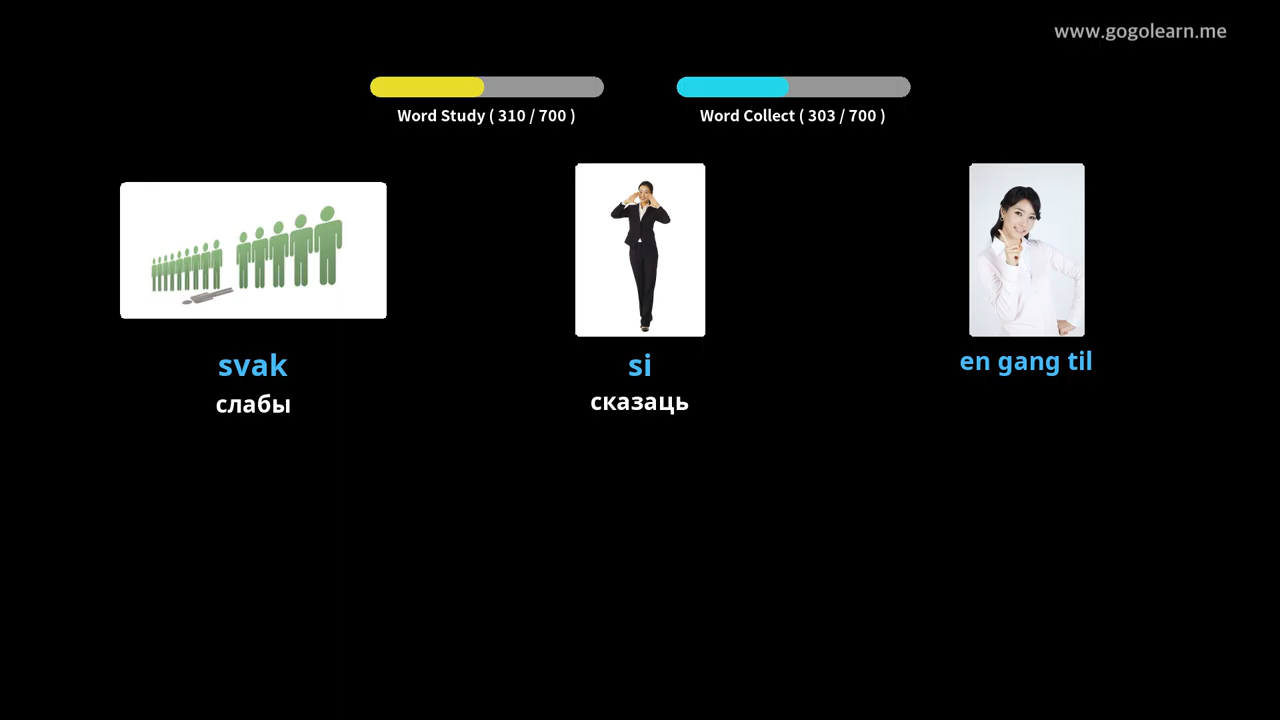 www.gogolearn.me
Word Study ( 310 / 700 )
Word Collect ( 303 / 700 )
svak
слабы
si
сказаць
en gang til